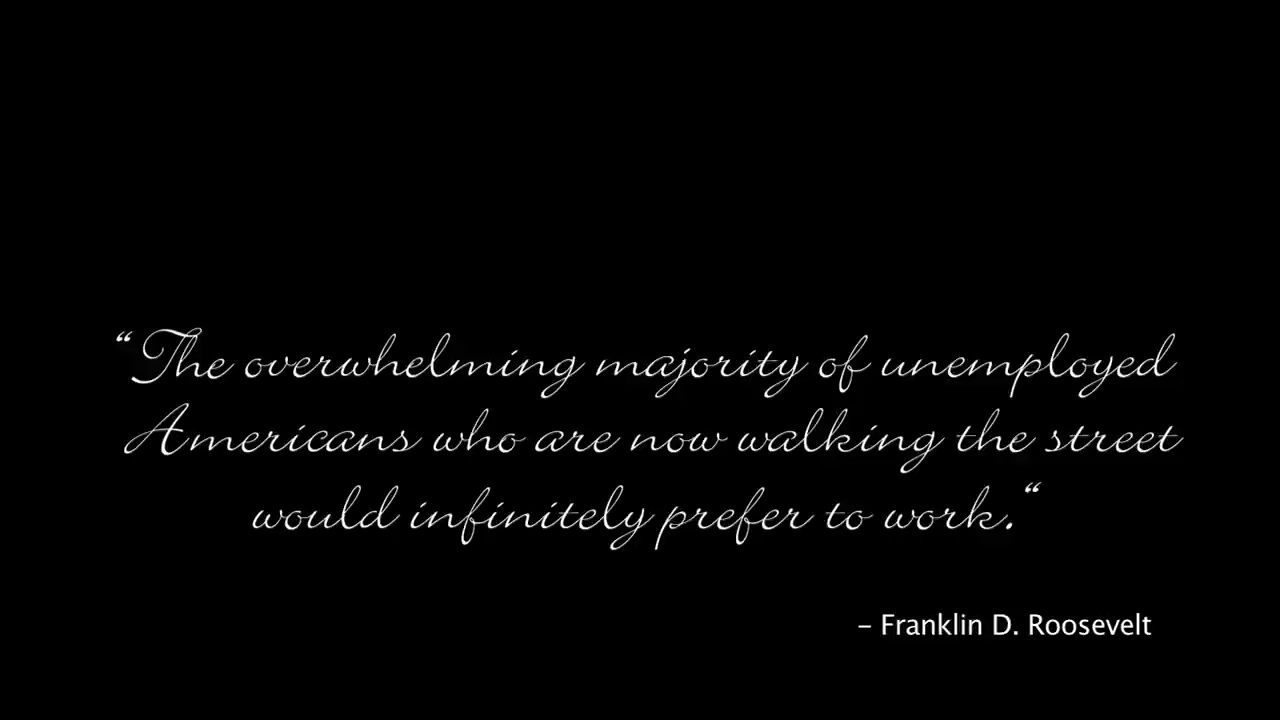 “The overwhelming majority of unemployed
Americans who are now walking the street
would infinitely prefer to work.“
– Franklin D. Roosevelt